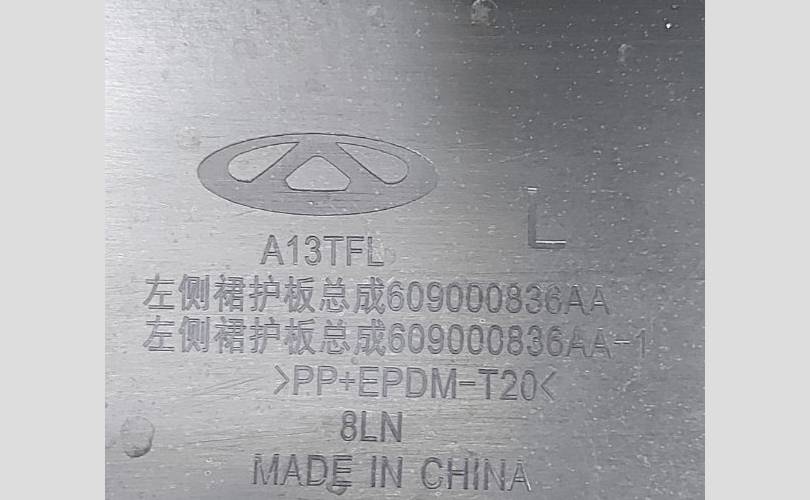 L
A13TFL
左侧裙护板总成609000836AA
左侧裙护板总成609000836AA-1
>PP+EPDM-T20<
8LN
MADE IN CHINA